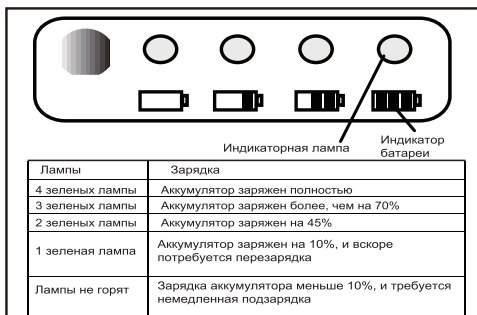 Индикаторная лампа
Индикатор
батареи
Лампы Зарядка
4 зеленых лампы Аккумулятор заряжен полностью
3 зеленых лампы Аккумулятор заряжен более, чем на 70%
2 зеленых лампы Аккумулятор заряжен на 45%
1 зеленая лампа Аккумулятор заряжен на 10%, и вскоре
потребуется перезарядка
Лампы не горят Зарядка аккумулятора меньше 10%, и требуется
немедленная подзарядка